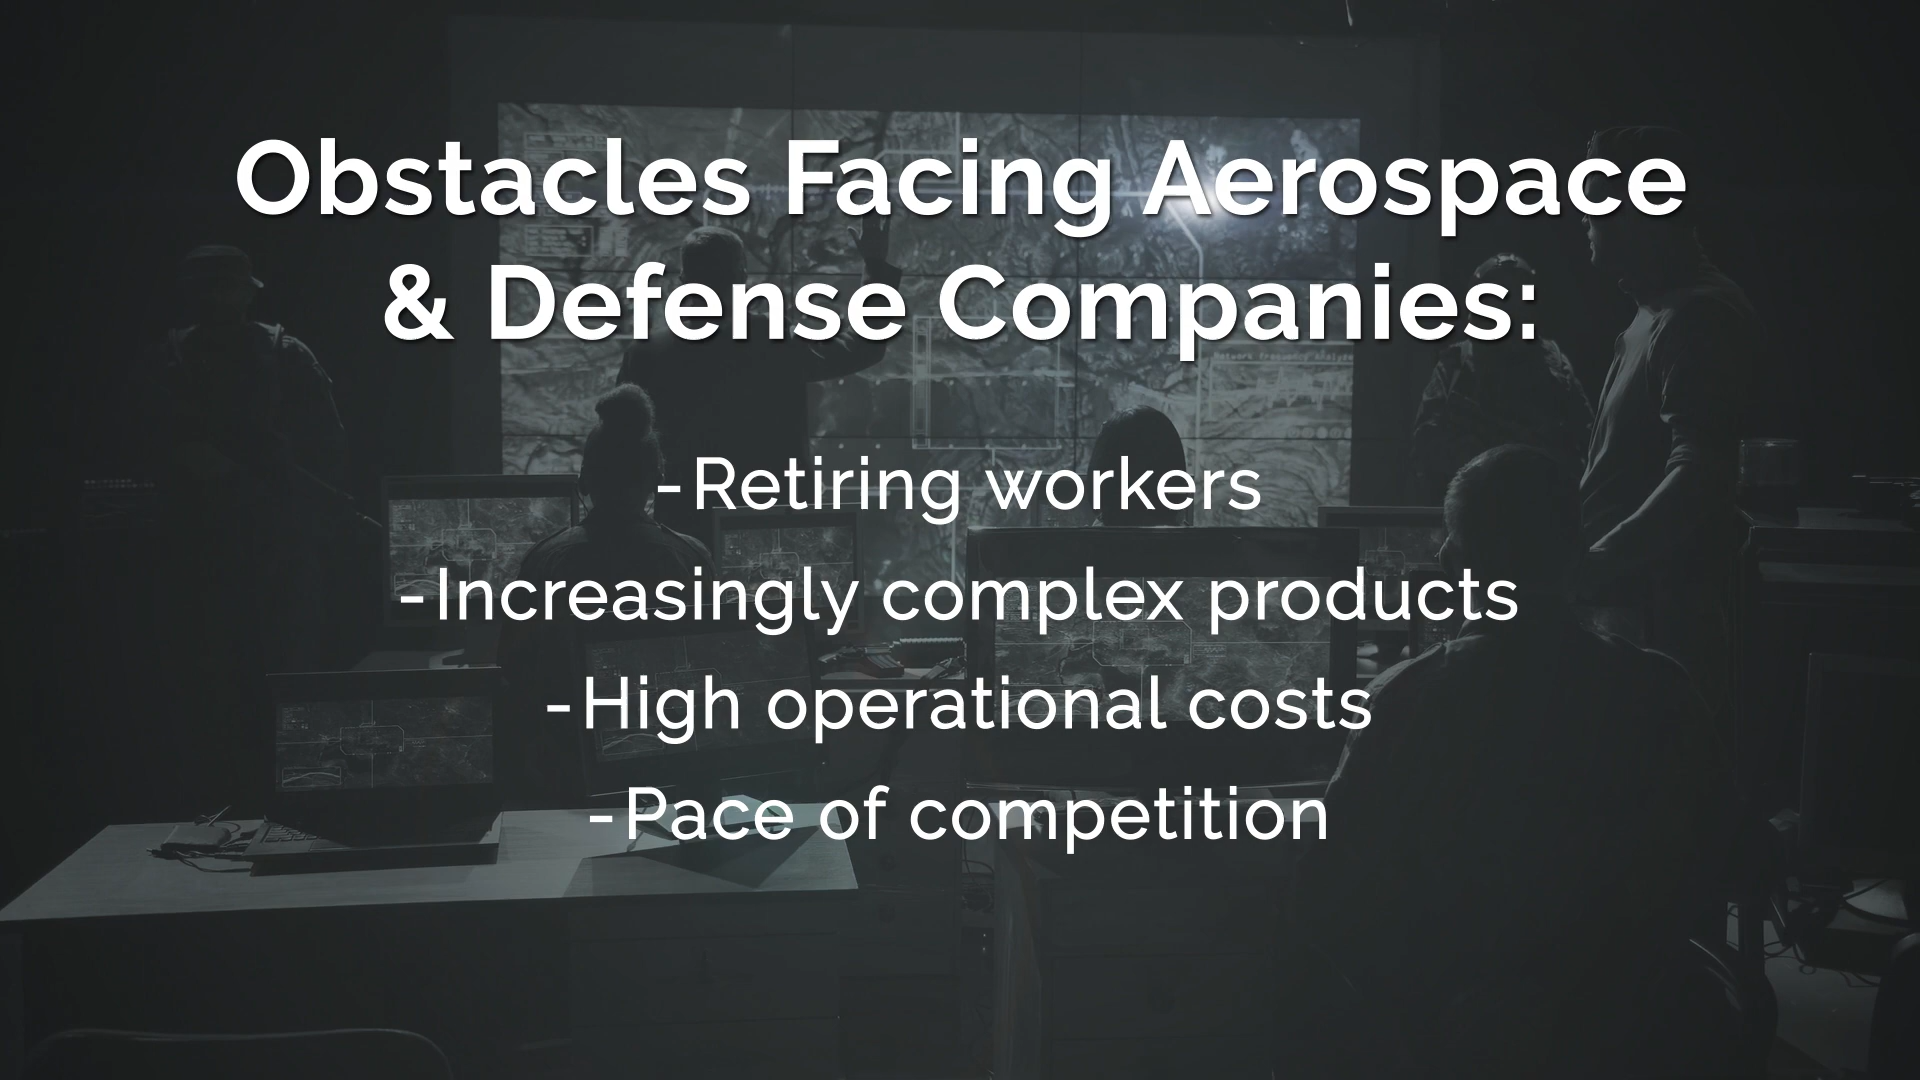 Obstacles Facing Aerospace
& Defense Companies:
-Retiring workers
-Increasingly complex products
-High operational costs
-Pace of competition